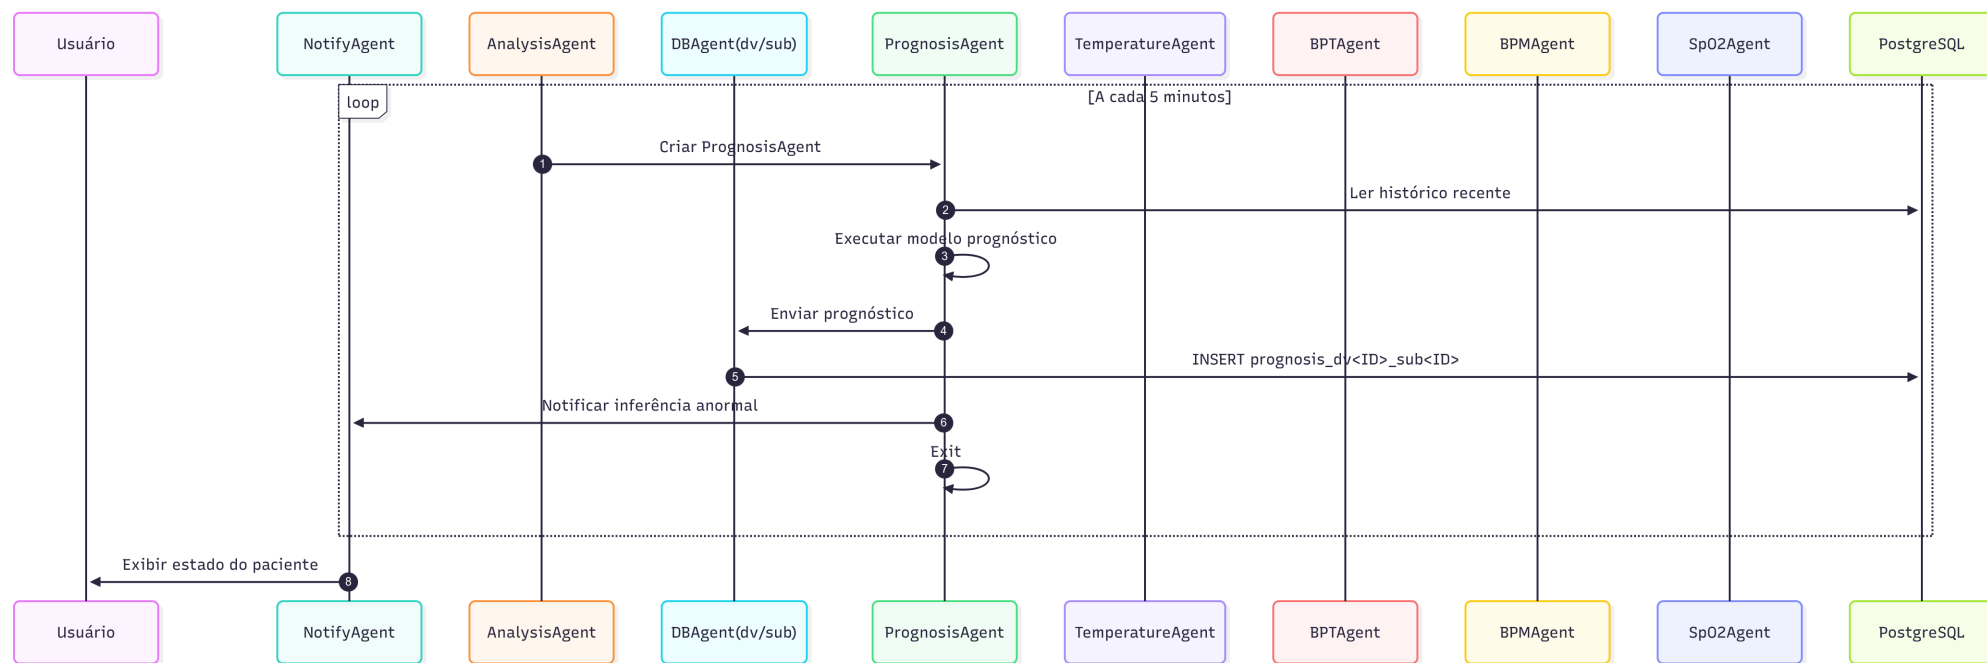 Usuário
NotifyAgent
AnalysisAgent
DBAgent(dv/sub)
PrognosisAgent
TemperatureAgent
BPTAgent
BPMAgent
SpO2Agent
PostgreSQL
loop
[A cada 5 minutos]
Criar PrognosisAgent
1
Ler histórico recente
2
Executar modelo prognóstico
3
Enviar prognóstico
4
INSERT prognosis_dv<ID>_sub<ID>
5
Notificar inferência anormal
6
Exit
7
Exibir estado do paciente
8
Usuário
NotifyAgent
AnalysisAgent
DBAgent(dv/sub)
PrognosisAgent
TemperatureAgent
BPTAgent
BPMAgent
SpO2Agent
PostgreSQL